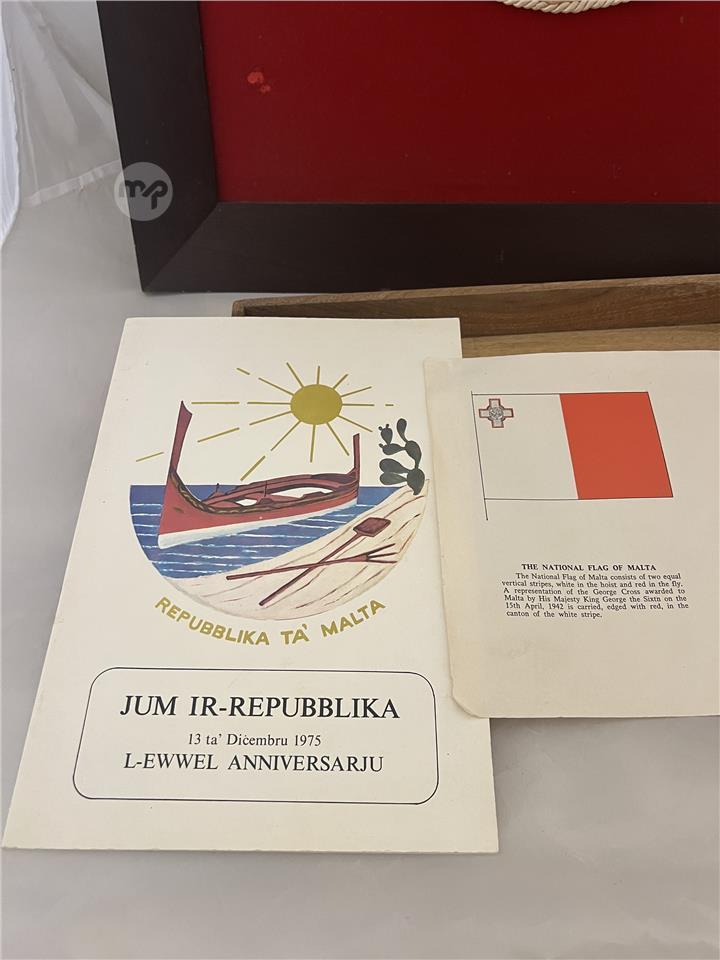 mp
REPUBBLIKA TA' MALTA
JUM IR-REPUBBLIKA
13 ta' Diċembru 1975
L-EWWEL ANNIVERSARJU
THE NATIONAL FLAG OF MALTA
The National Flag of Malta consists of two equal
vertical stripes, white in the hoist and red in the fly.
A representation of the George Cross awarded to
Malta by His Majesty King George the Sixtn on the
15th April, 1942 is carried, edged with red, in the
canton of the white stripe.